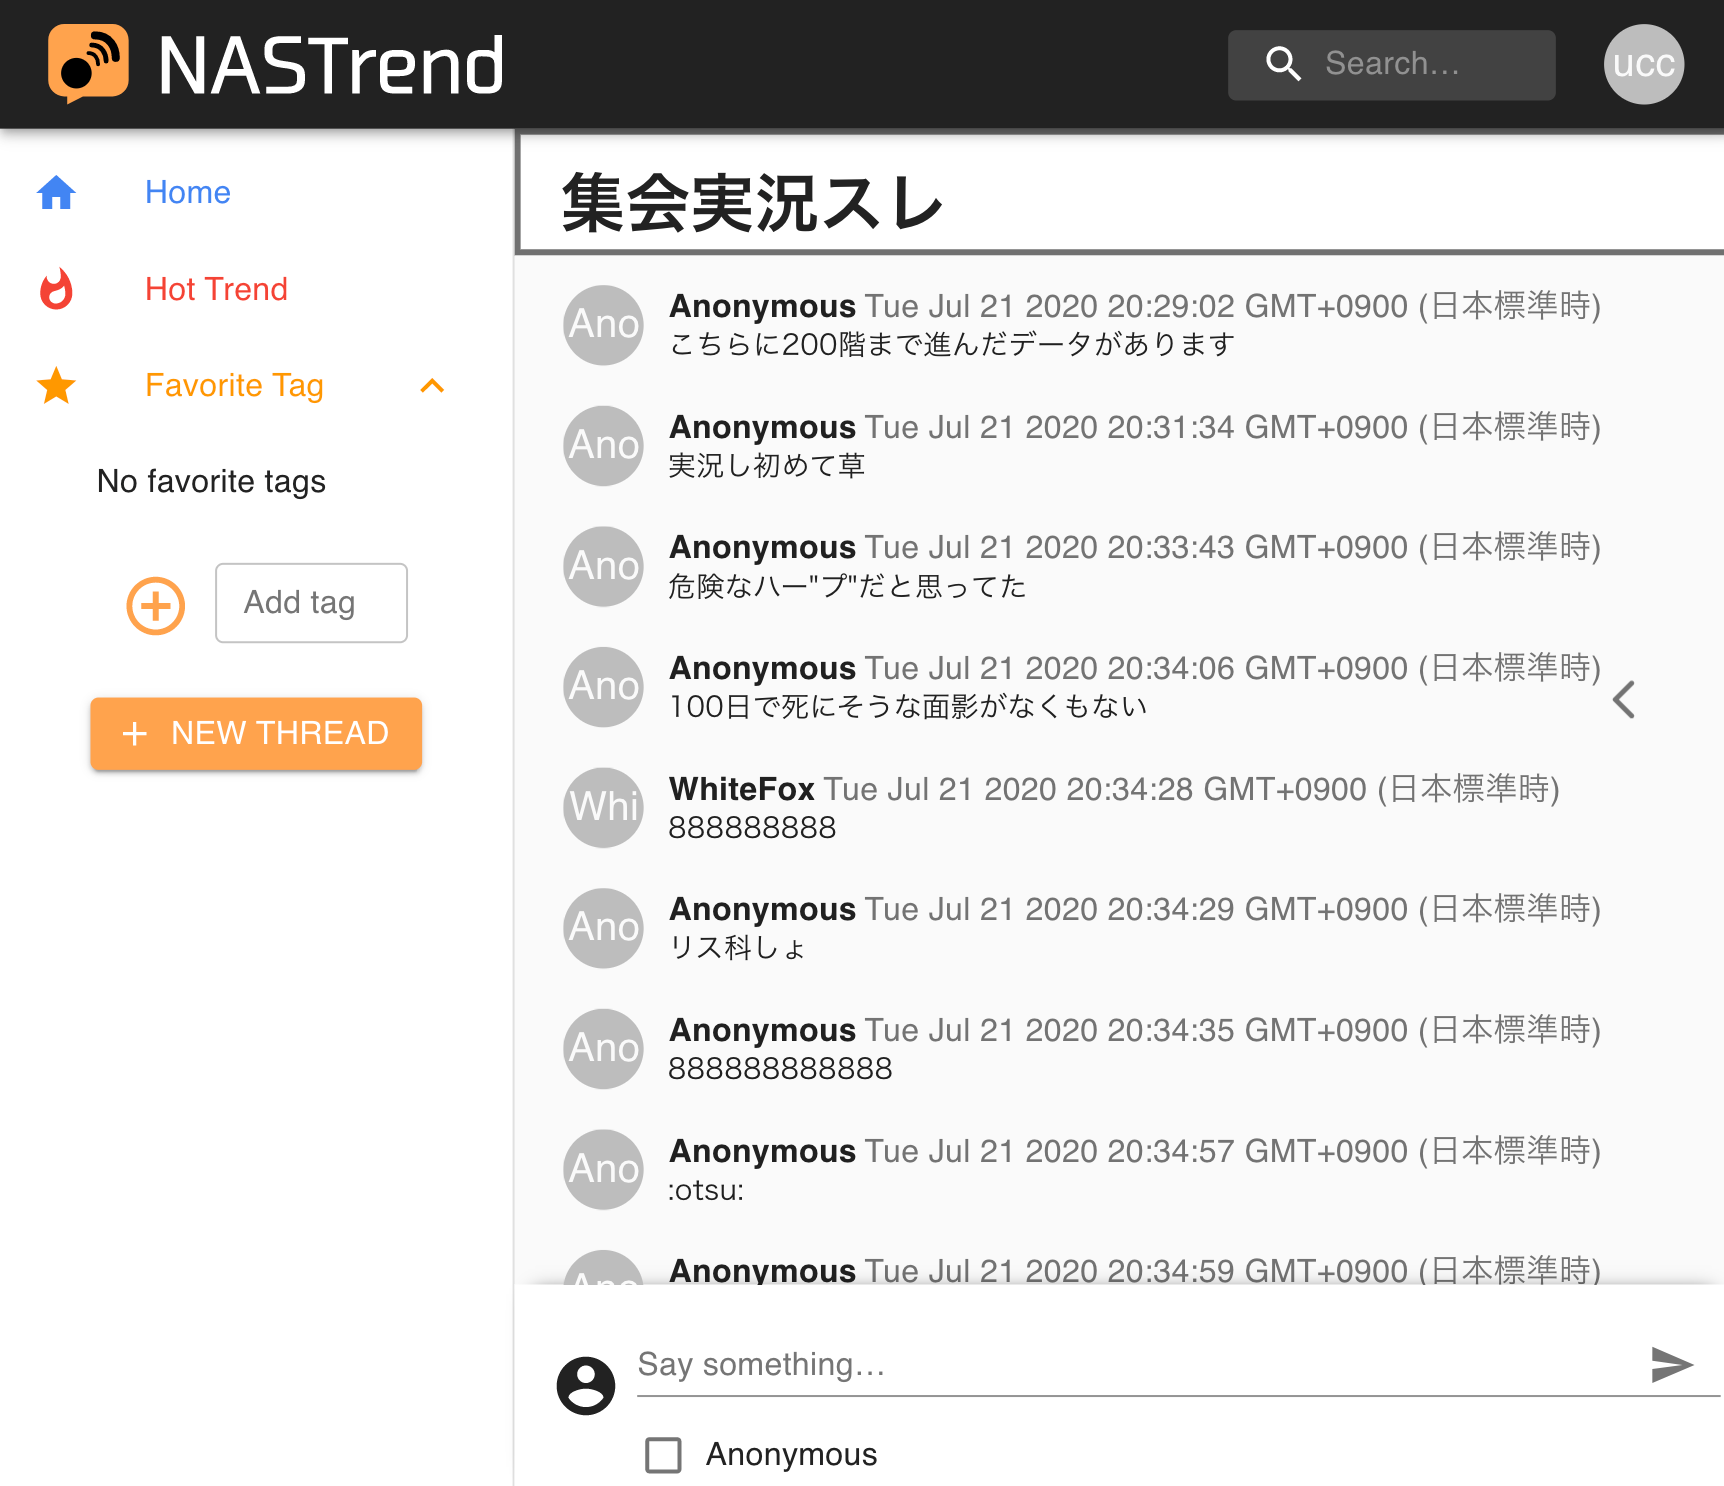 NASTrend
Search…
ucc
Home
Hot Trend
Favorite Tag
No favorite tags
Add tag
+ NEW THREAD
集会実況スレ
Ano
Anonymous Tue Jul 21 2020 20:29:02 GMT+0900 (日本標準時)
こちらに200階まで進んだデータがあります
Ano
Anonymous Tue Jul 21 2020 20:31:34 GMT+0900 (日本標準時)
実況し初めて草
Ano
Anonymous Tue Jul 21 2020 20:33:43 GMT+0900 (日本標準時)
危険なハー"プ"だと思ってた
Ano
Anonymous Tue Jul 21 2020 20:34:06 GMT+0900 (日本標準時)
100日で死にそうな面影がなくもない
Whi
WhiteFox Tue Jul 21 2020 20:34:28 GMT+0900 (日本標準時)
888888888
Ano
Anonymous Tue Jul 21 2020 20:34:29 GMT+0900 (日本標準時)
リス科しょ
Ano
Anonymous Tue Jul 21 2020 20:34:35 GMT+0900 (日本標準時)
888888888888
Ano
Anonymous Tue Jul 21 2020 20:34:57 GMT+0900 (日本標準時)
:otsu:
Ano
Anonymous Tue Jul 21 2020 20:34:59 GMT+0900 (日本標準時)
Say something…
Anonymous